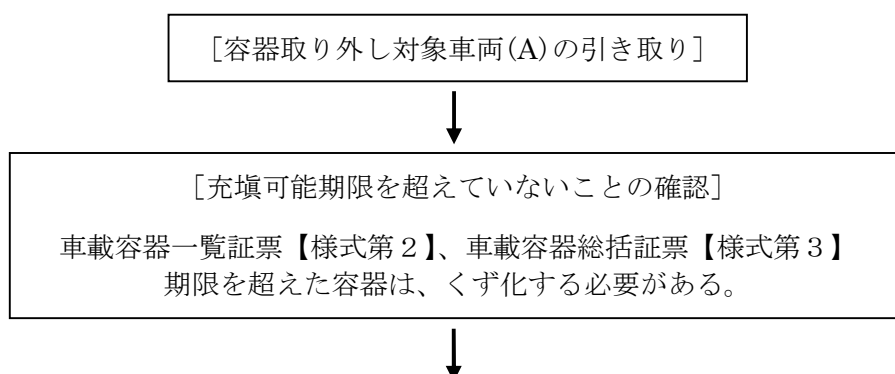 ［容器取り外し対象車両(A)の引き取り］
［充塡可能期限を超えていないことの確認］
車載容器一覧証票【様式第２】、車載容器総括証票【様式第３】
期限を超えた容器は、くず化する必要がある。